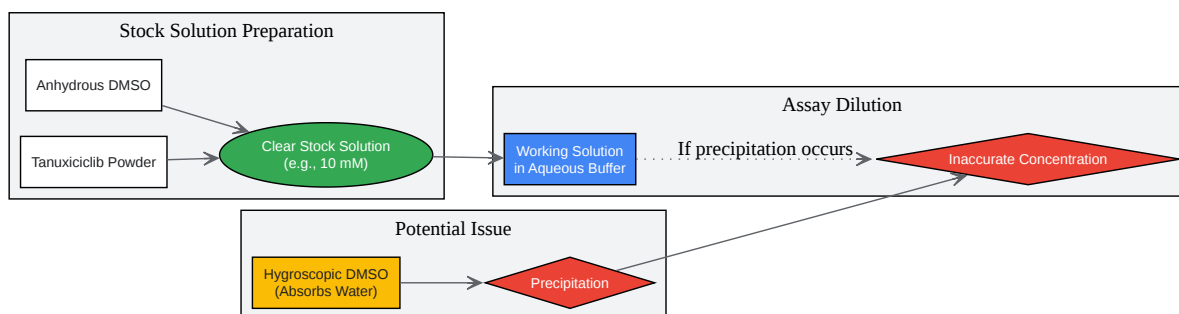 Stock Solution Preparation
Anhydrous DMSO
Tanuxiciclib Powder
Clear Stock Solution
(e.g., 10 mM)
Assay Dilution
Working Solution
in Aqueous Buffer
If precipitation occurs
Inaccurate Concentration
Potential Issue
Hygroscopic DMSO
(Absorbs Water)
Precipitation